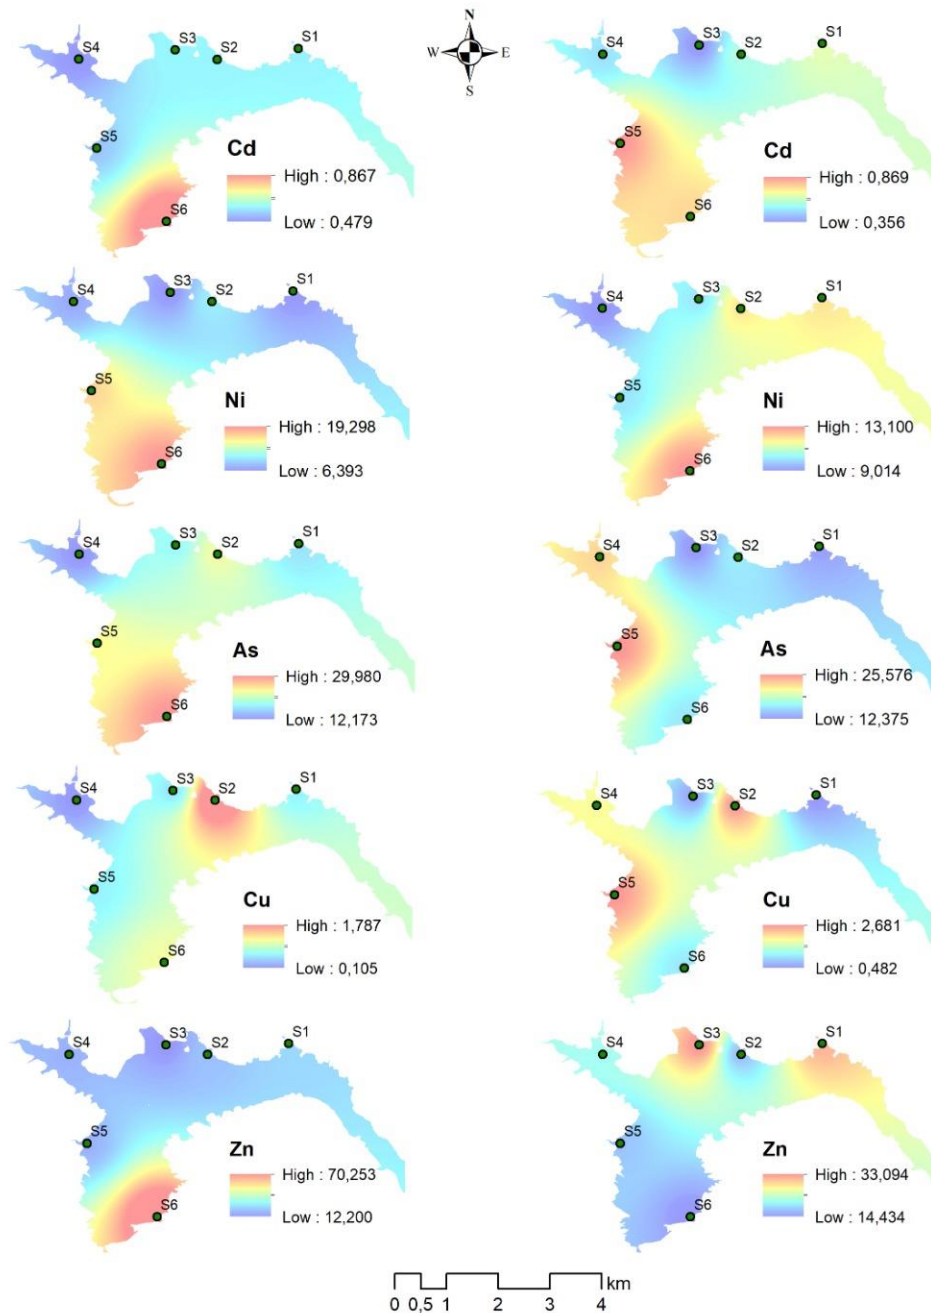 N
W E
S
S4 S3 S2 S1
S5
Cd
High : 0,867
Low : 0,479
S6
S4 S3 S2 S1
S5
Cd
High : 0,869
Low : 0,356
S6
S4 S3 S2 S1
S5
Ni
High : 19,298
Low : 6,393
S6
S4 S3 S2 S1
S5
Ni
High : 13,100
Low : 9,014
S6
S4 S3 S2 S1
S5
As
High : 29,980
Low : 12,173
S6
S4 S3 S2 S1
S5
As
High : 25,576
Low : 12,375
S6
S4 S3 S2 S1
S5
Cu
High : 1,787
Low : 0,105
S6
S4 S3 S2 S1
S5
Cu
High : 2,681
Low : 0,482
S6
S4 S3 S2 S1
S5
Zn
High : 70,253
Low : 12,200
S6
S4 S3 S2 S1
S5
Zn
High : 33,094
Low : 14,434
S6
km
0 0,5 1 2 3 4